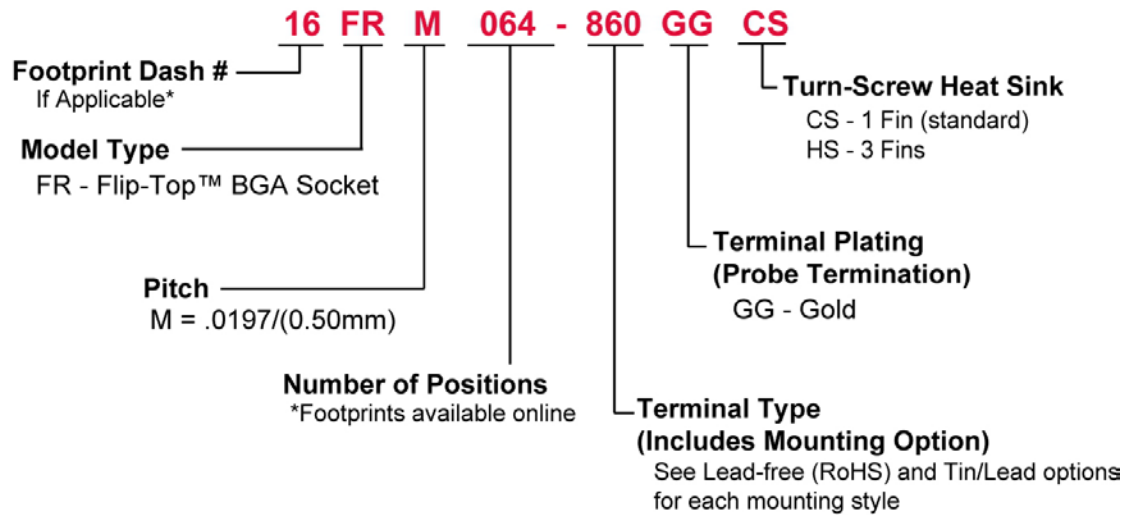 16 FR M 064 - 860 GG CS
Footprint Dash #
If Applicable*
Turn-Screw Heat Sink
CS - 1 Fin (standard)
HS - 3 Fins
Model Type
FR - Flip-Top™ BGA Socket
Terminal Plating
(Probe Termination)
GG - Gold
Pitch
M = .0197/(0.50mm)
Number of Positions
*Footprints available online
Terminal Type
(Includes Mounting Option)
See Lead-free (RoHS) and Tin/Lead options
for each mounting style